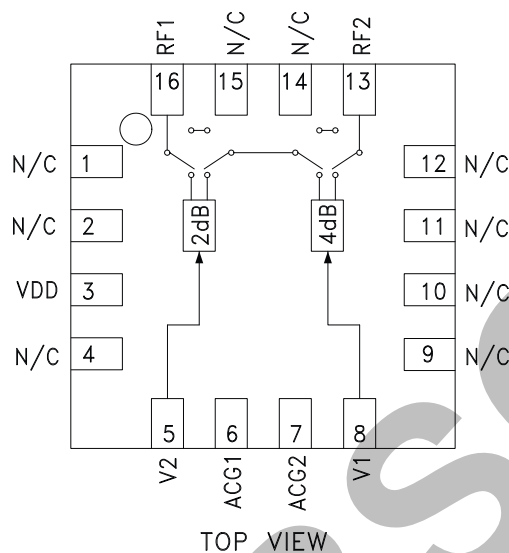 RF1 N/C N/C RF2
16 15 14 13
N/C 1 12 N/C
N/C 2 2dB 4dB 11 N/C
VDD 3 10 N/C
N/C 4 9 N/C
5 6 7 8
V2 ACG1 ACG2 V1
TOP VIEW